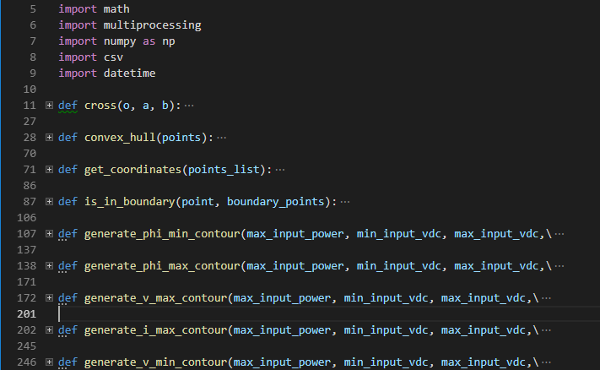 5 import math
6 import multiprocessing
7 import numpy as np
8 import csv
9 import datetime
10
11 def cross(o, a, b):···
27
28 def convex_hull(points):···
70
71 def get_coordinates(points_list):···
86
87 def is_in_boundary(point, boundary_points):···
106
107 def generate_phi_min_contour(max_input_power, min_input_vdc, max_input_vdc,\···
137
138 def generate_phi_max_contour(max_input_power, min_input_vdc, max_input_vdc,\···
171
172 def generate_v_max_contour(max_input_power, min_input_vdc, max_input_vdc,\···
201
202 def generate_i_max_contour(max_input_power, min_input_vdc, max_input_vdc,\···
245
246 def generate_v_min_contour(max_input_power, min_input_vdc, max_input_vdc,\···